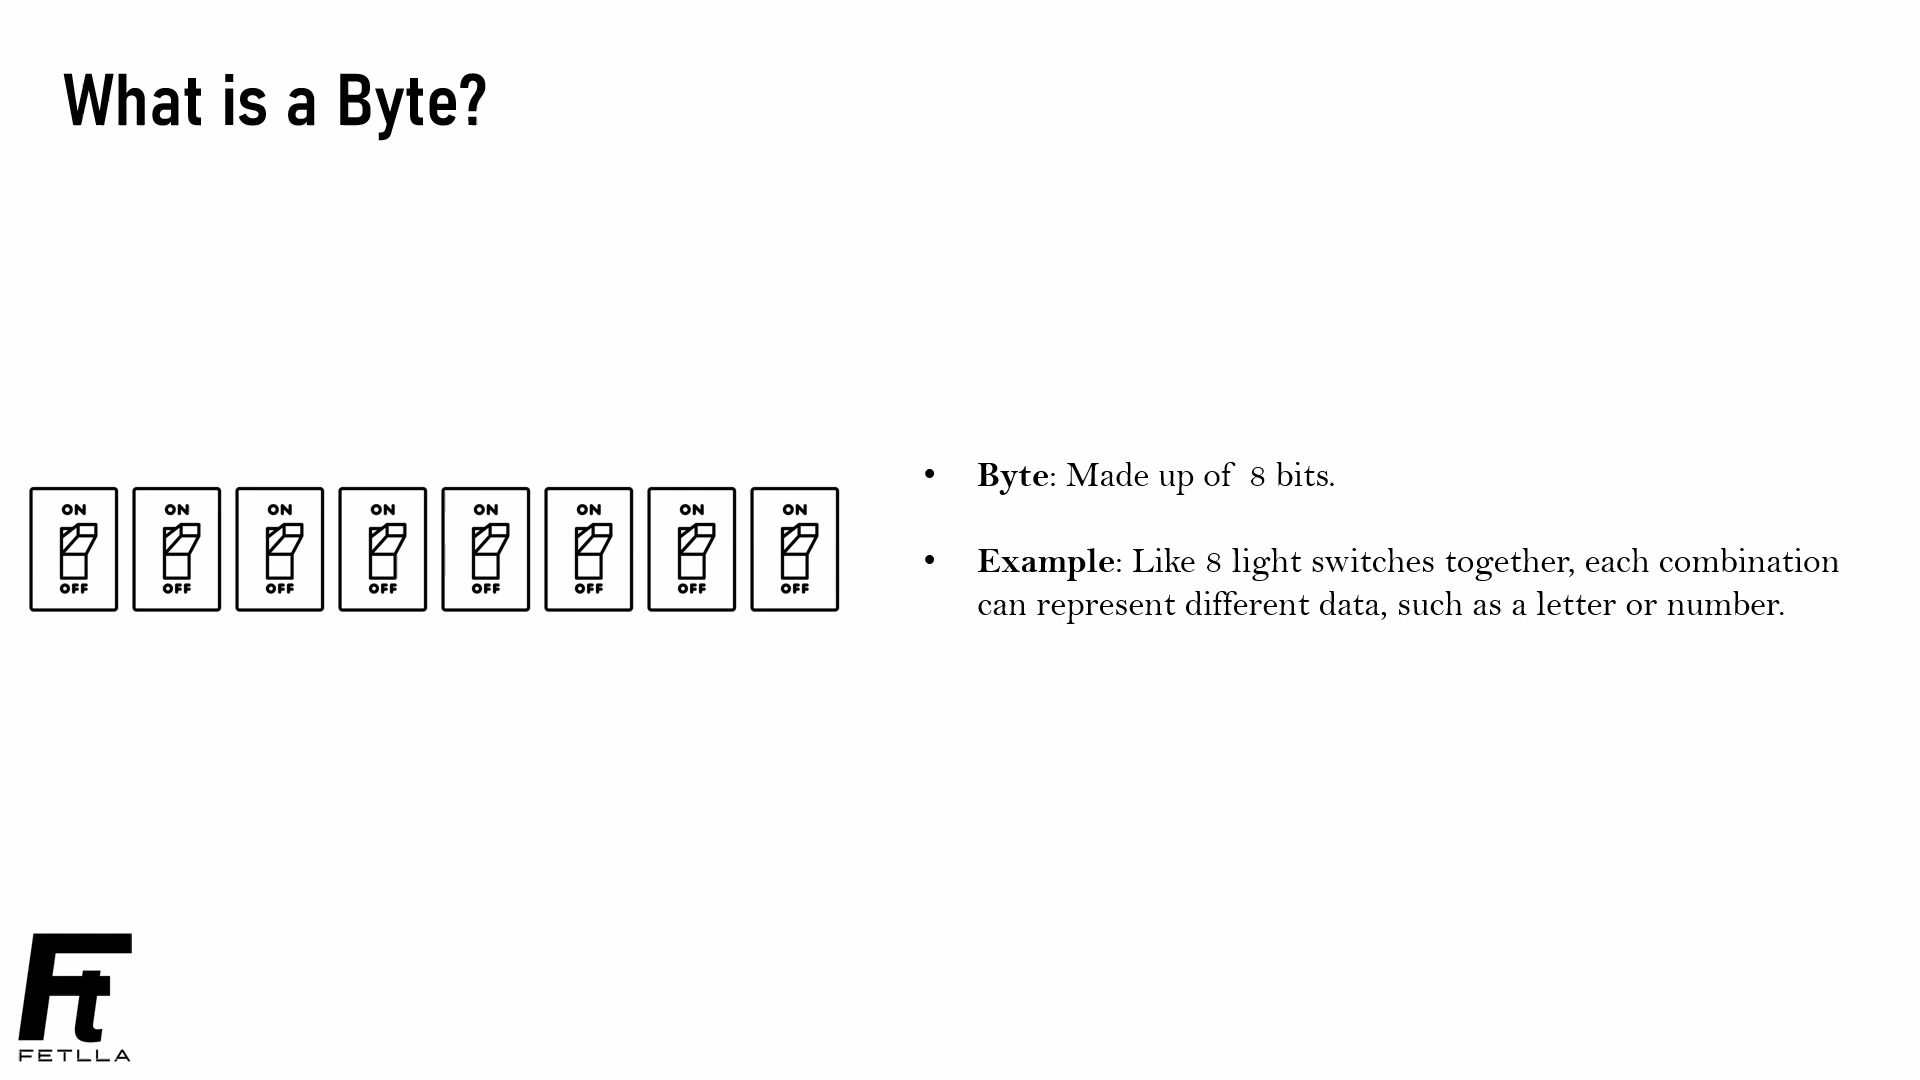 What is a Byte?
ON ON ON ON ON ON ON ON
OFF OFF OFF OFF OFF OFF OFF OFF
• Byte: Made up of  8 bits.
• Example: Like 8 light switches together, each combination
can represent different data, such as a letter or number.
Ft
FETLLA